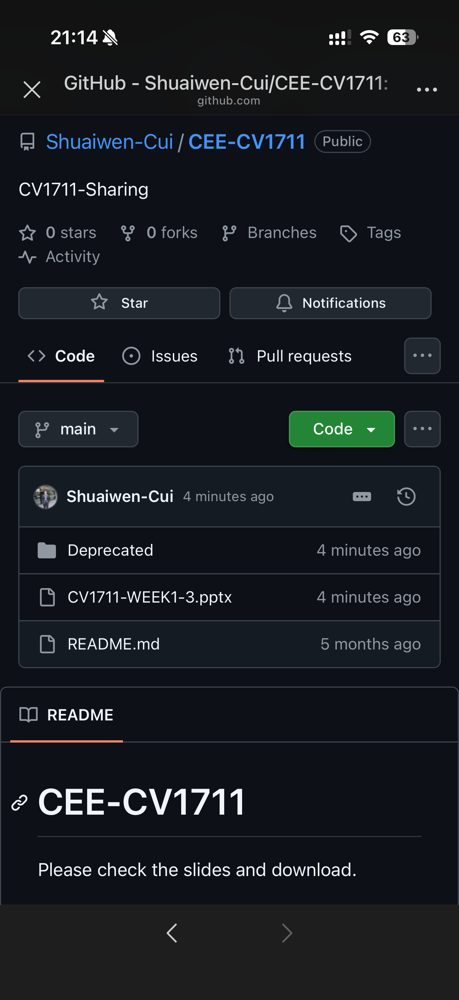 21:14
63
GitHub - Shuaiwen-Cui/CEE-CV1711:
github.com
Shuaiwen-Cui / CEE-CV1711 Public
CV1711-Sharing
0 stars 0 forks Branches Tags
Activity
Star Notifications
Code Issues Pull requests
main Code
Shuaiwen-Cui 4 minutes ago
Deprecated 4 minutes ago
CV1711-WEEK1-3.pptx 4 minutes ago
README.md 5 months ago
README
CEE-CV1711
Please check the slides and download.